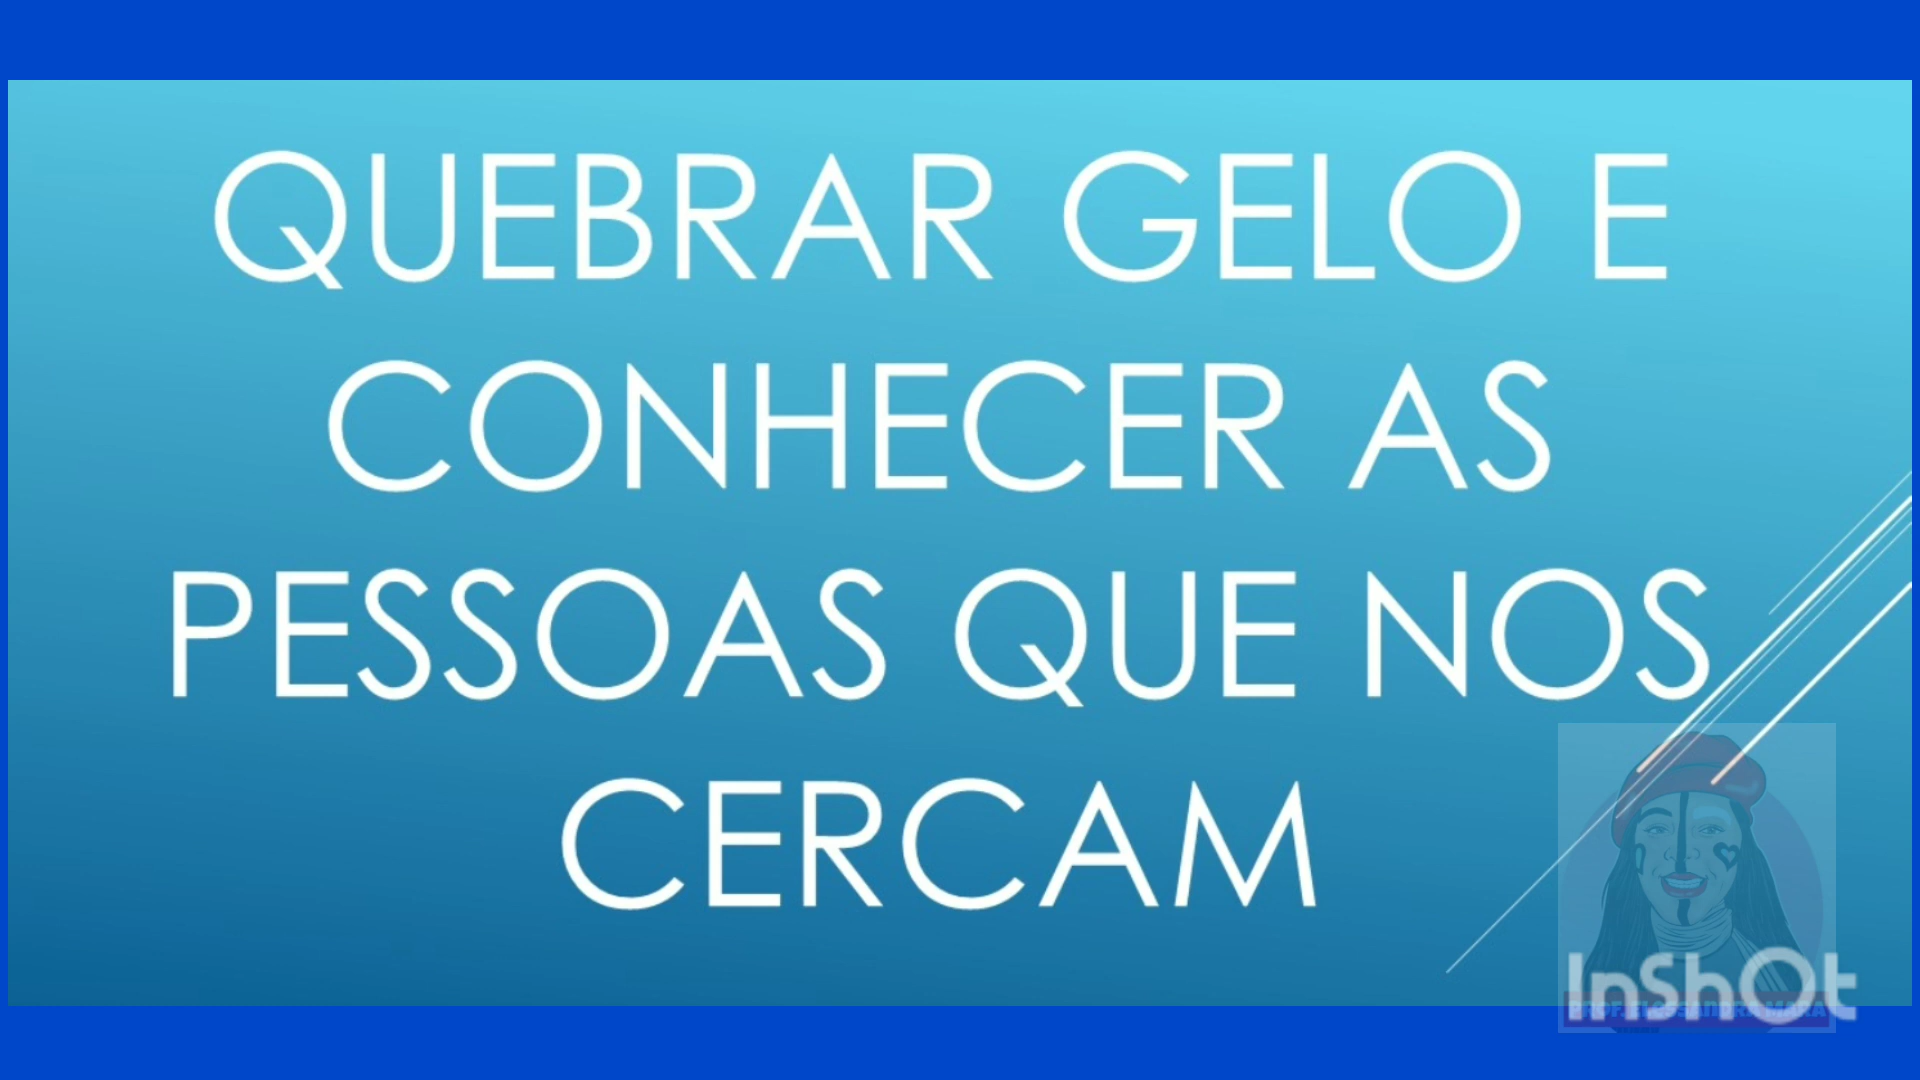 QUEBRAR GELO E
CONHECER AS
PESSOAS QUE NOS
CERCAM
InShOt